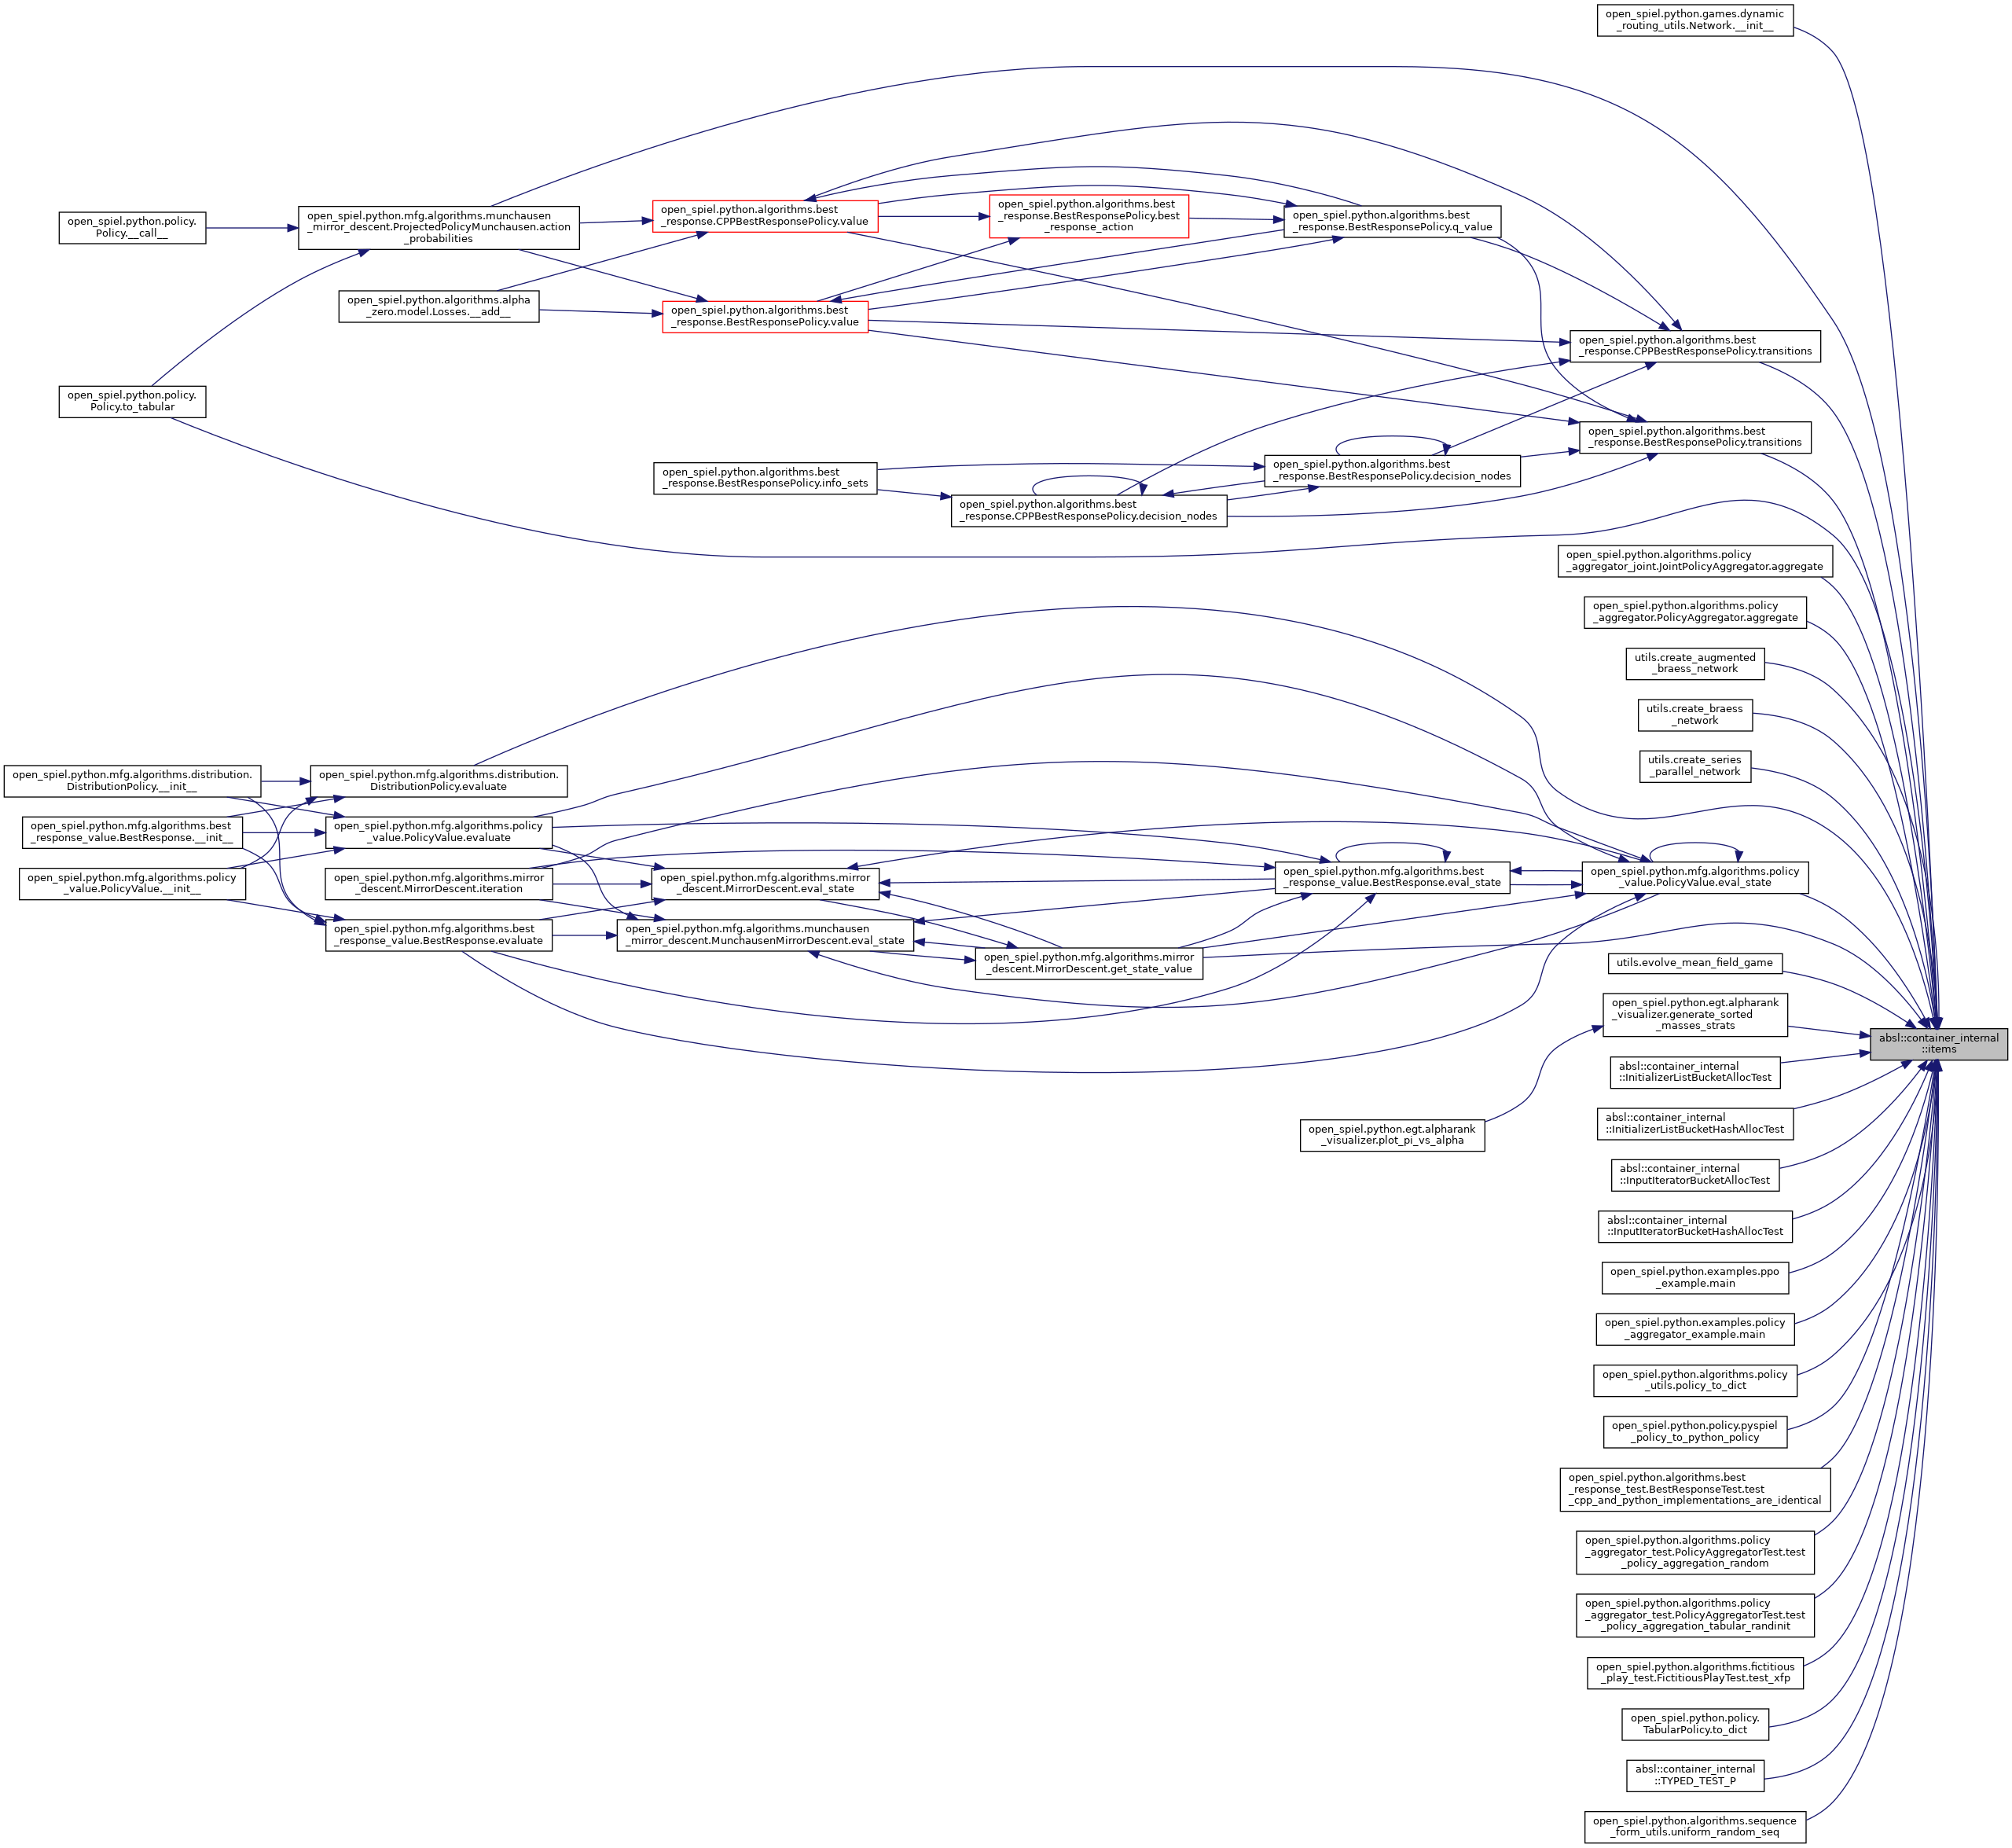 open_spiel.python.games.dynamic
_routing_utils.Network.__init__
open_spiel.python.policy.
Policy.__call__
open_spiel.python.mfg.algorithms.munchausen
_mirror_descent.ProjectedPolicyMunchausen.action
_probabilities
open_spiel.python.algorithms.best
_response.CPPBestResponsePolicy.value
open_spiel.python.algorithms.best
_response.BestResponsePolicy.best
_response_action
open_spiel.python.algorithms.best
_response.BestResponsePolicy.q_value
open_spiel.python.algorithms.alpha
_zero.model.Losses.__add__
open_spiel.python.algorithms.best
_response.BestResponsePolicy.value
open_spiel.python.algorithms.best
_response.CPPBestResponsePolicy.transitions
open_spiel.python.policy.
Policy.to_tabular
open_spiel.python.algorithms.best
_response.BestResponsePolicy.transitions
open_spiel.python.algorithms.best
_response.BestResponsePolicy.info_sets
open_spiel.python.algorithms.best
_response.BestResponsePolicy.decision_nodes
open_spiel.python.algorithms.best
_response.CPPBestResponsePolicy.decision_nodes
open_spiel.python.algorithms.policy
_aggregator_joint.JointPolicyAggregator.aggregate
open_spiel.python.algorithms.policy
_aggregator.PolicyAggregator.aggregate
utils.create_augmented
_braess_network
utils.create_braess
_network
utils.create_series
_parallel_network
open_spiel.python.mfg.algorithms.distribution.
DistributionPolicy.__init__
open_spiel.python.mfg.algorithms.distribution.
DistributionPolicy.evaluate
open_spiel.python.mfg.algorithms.best
_response_value.BestResponse.__init__
open_spiel.python.mfg.algorithms.policy
_value.PolicyValue.evaluate
open_spiel.python.mfg.algorithms.policy
_value.PolicyValue.__init__
open_spiel.python.mfg.algorithms.mirror
_descent.MirrorDescent.iteration
open_spiel.python.mfg.algorithms.mirror
_descent.MirrorDescent.eval_state
open_spiel.python.mfg.algorithms.best
_response_value.BestResponse.eval_state
open_spiel.python.mfg.algorithms.policy
_value.PolicyValue.eval_state
open_spiel.python.mfg.algorithms.best
_response_value.BestResponse.evaluate
open_spiel.python.mfg.algorithms.munchausen
_mirror_descent.MunchausenMirrorDescent.eval_state
open_spiel.python.mfg.algorithms.mirror
_descent.MirrorDescent.get_state_value
utils.evolve_mean_field_game
open_spiel.python.egt.alpharank
_visualizer.generate_sorted
_masses_strats
absl::container_internal
::items
absl::container_internal
::InitializerListBucketAllocTest
absl::container_internal
::InitializerListBucketHashAllocTest
open_spiel.python.egt.alpharank
_visualizer.plot_pi_vs_alpha
absl::container_internal
::InputIteratorBucketAllocTest
absl::container_internal
::InputIteratorBucketHashAllocTest
open_spiel.python.examples.ppo
_example.main
open_spiel.python.examples.policy
_aggregator_example.main
open_spiel.python.algorithms.policy
_utils.policy_to_dict
open_spiel.python.policy.pyspiel
_policy_to_python_policy
open_spiel.python.algorithms.best
_response_test.BestResponseTest.test
_cpp_and_python_implementations_are_identical
open_spiel.python.algorithms.policy
_aggregator_test.PolicyAggregatorTest.test
_policy_aggregation_random
open_spiel.python.algorithms.policy
_aggregator_test.PolicyAggregatorTest.test
_policy_aggregation_tabular_randinit
open_spiel.python.algorithms.fictitious
_play_test.FictitiousPlayTest.test_xfp
open_spiel.python.policy.
TabularPolicy.to_dict
absl::container_internal
::TYPED_TEST_P
open_spiel.python.algorithms.sequence
_form_utils.uniform_random_seq